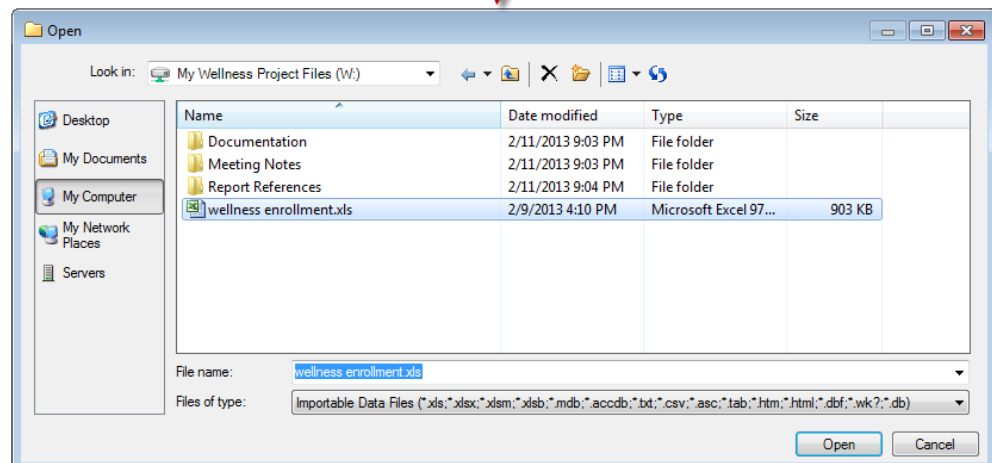 Open
Look in: My Wellness Project Files (W:)
Desktop
My Documents
My Computer
My Network
Places
Servers
Name Date modified Type Size
Documentation 2/11/2013 9:03 PM File folder
Meeting Notes 2/11/2013 9:03 PM File folder
Report References 2/11/2013 9:04 PM File folder
wellness enrollment.xls 2/9/2013 4:10 PM Microsoft Excel 97... 903 KB
File name: wellness enrollment.xls
Files of type: Importable Data Files (*.xls;*.xlsx;*.xlsm;*.xlsb;*.mdb;*.accdb;*.txt;*.csv;*.asc;*.tab;*.htm;*.html;*.dbf;*.wk?;*.db)
Open Cancel